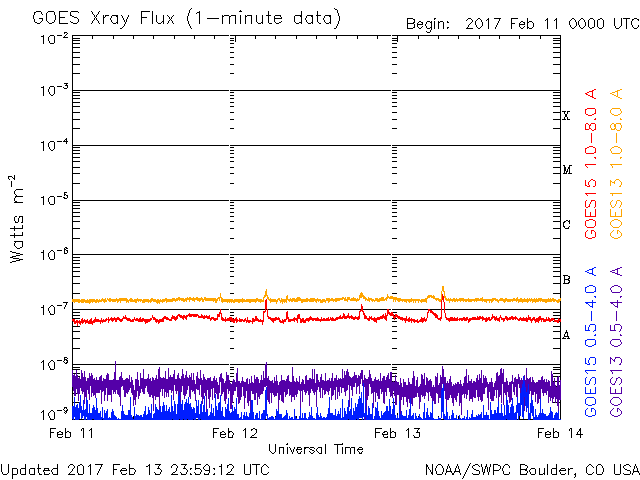 GOES Xray Flux (1-minute data)
Begin: 2017 Feb 11 0000 UTC
10-2
10-3
10-4
10-5
10-6
10-7
10-8
10-9
Watts m-2
X
M
C
B
A
GOES15 1.0-8.0 A
GOES13 1.0-8.0 A
GOES15 0.5-4.0 A
GOES13 0.5-4.0 A
Feb 11
Feb 12
Feb 13
Feb 14
Universal Time
Updated 2017 Feb 13 23:59:12 UTC
NOAA/SWPC Boulder, CO USA